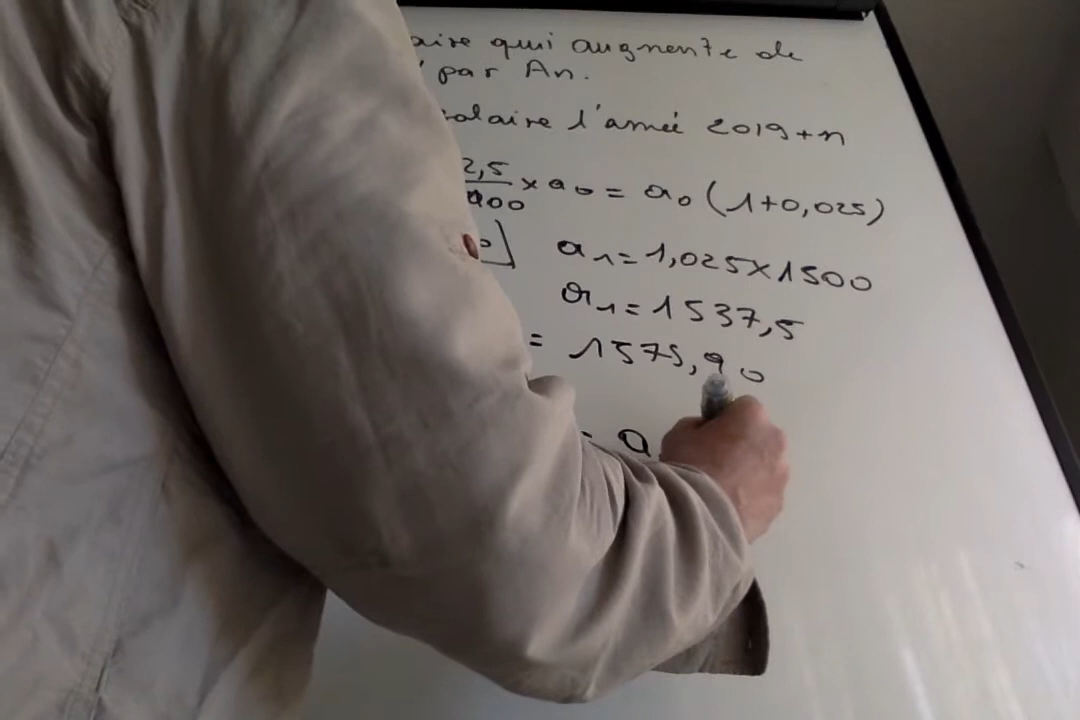 aire qui augmente de
' par An.
salaire l'année 2019+n
2,5/100 × a0 = a0 (1+0,025)
0] a1 = 1,025×1500
a1 = 1537,5
= 1575,90
= a